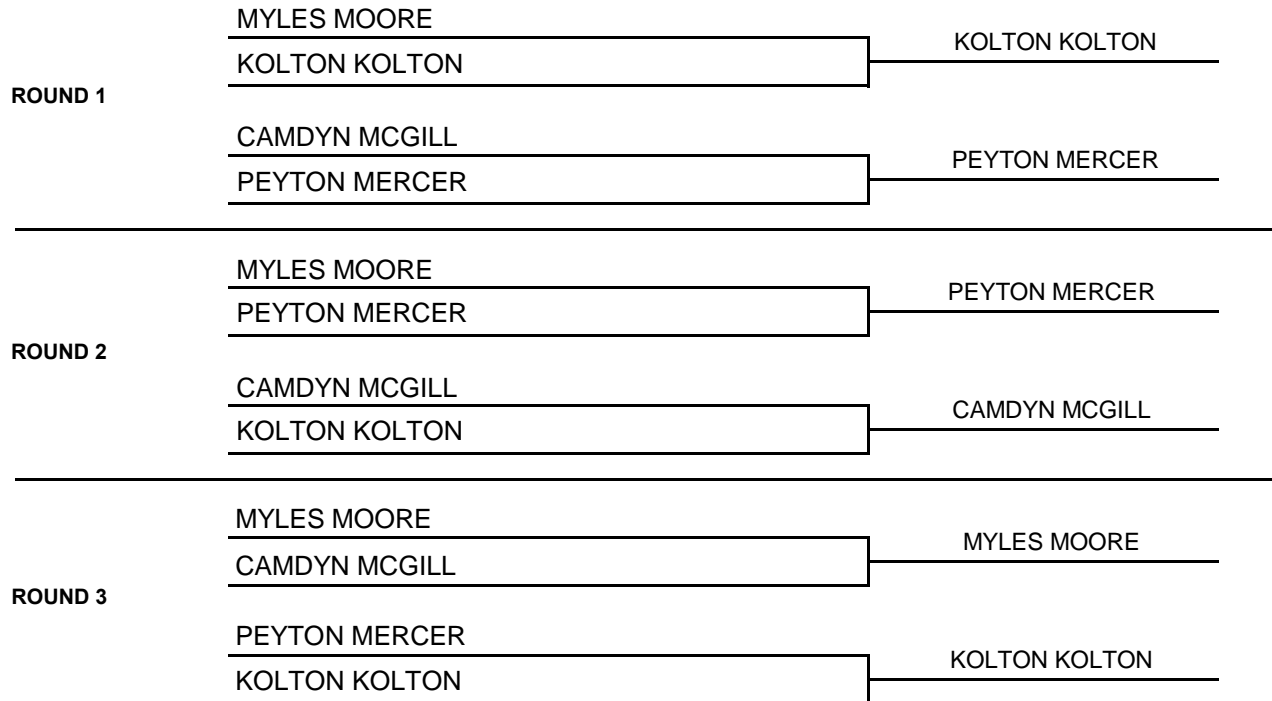 MYLES MOORE
KOLTON KOLTON
KOLTON KOLTON
ROUND 1
CAMDYN MCGILL
PEYTON MERCER
PEYTON MERCER
MYLES MOORE
PEYTON MERCER
PEYTON MERCER
ROUND 2
CAMDYN MCGILL
CAMDYN MCGILL
KOLTON KOLTON
MYLES MOORE
MYLES MOORE
CAMDYN MCGILL
ROUND 3
PEYTON MERCER
KOLTON KOLTON
KOLTON KOLTON